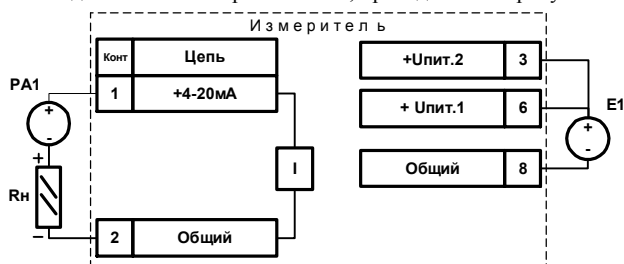 Измеритель
Конт Цепь
1 +4-20мА
PA1
+
-
+
Rн
−
I
2 Общий
+Uпит.2 3
+ Uпит.1 6
E1
+
-
Общий 8